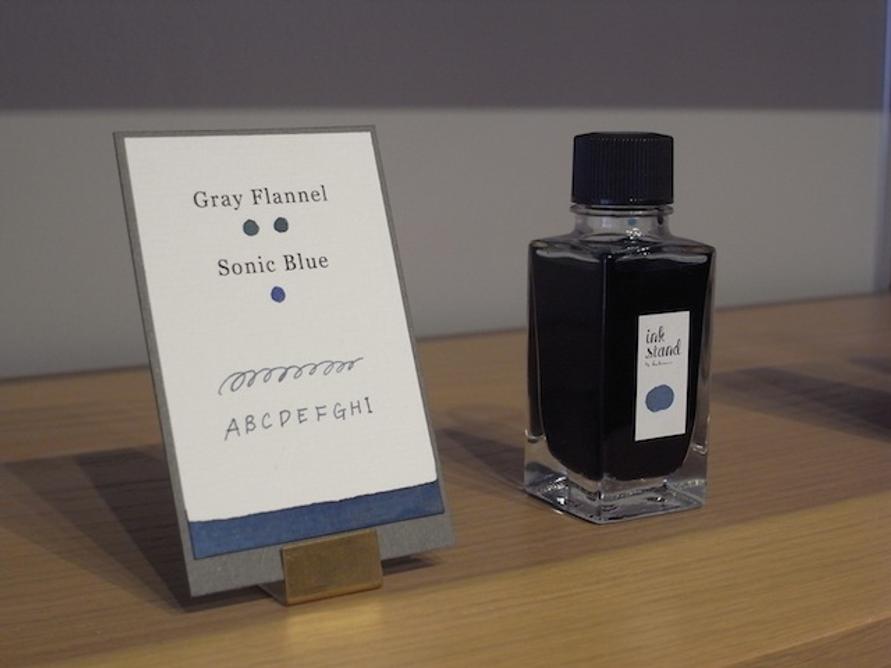 Gray Flannel
Sonic Blue
ABCDEFGHI
ink
stand